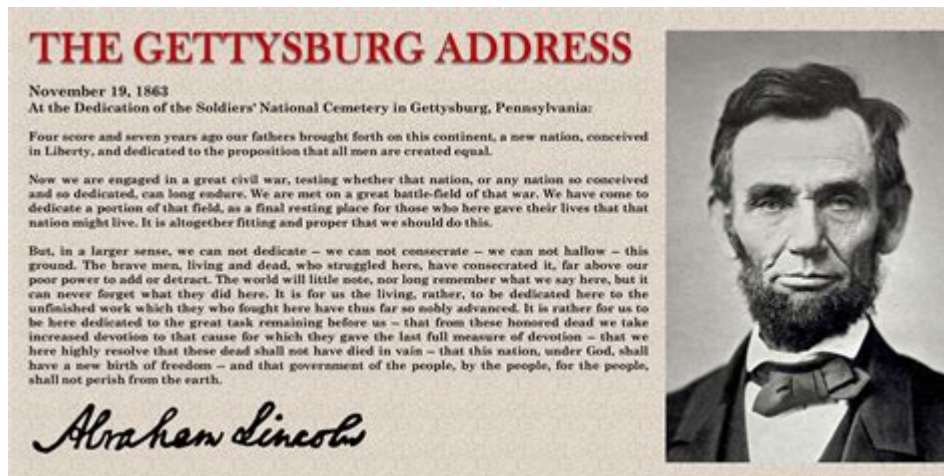 THE GETTYSBURG ADDRESS
November 19, 1863
At the Dedication of the Soldiers' National Cemetery in Gettysburg, Pennsylvania:
Four score and seven years ago our fathers brought forth on this continent, a new nation, conceived
in Liberty, and dedicated to the proposition that all men are created equal.
Now we are engaged in a great civil war, testing whether that nation, or any nation so conceived
and so dedicated, can long endure. We are met on a great battle-field of that war. We have come to
dedicate a portion of that field, as a final resting place for those who here gave their lives that that
nation might live. It is altogether fitting and proper that we should do this.
But, in a larger sense, we can not dedicate – we can not consecrate – we can not hallow – this
ground. The brave men, living and dead, who struggled here, have consecrated it, far above our
poor power to add or detract. The world will little note, nor long remember what we say here, but it
can never forget what they did here. It is for us the living, rather, to be dedicated here to the
unfinished work which they who fought here have thus far so nobly advanced. It is rather for us to
be here dedicated to the great task remaining before us – that from these honored dead we take
increased devotion to that cause for which they gave the last full measure of devotion – that we
here highly resolve that these dead shall not have died in vain – that this nation, under God, shall
have a new birth of freedom – and that government of the people, by the people, for the people,
shall not perish from the earth.
Abraham Lincoln